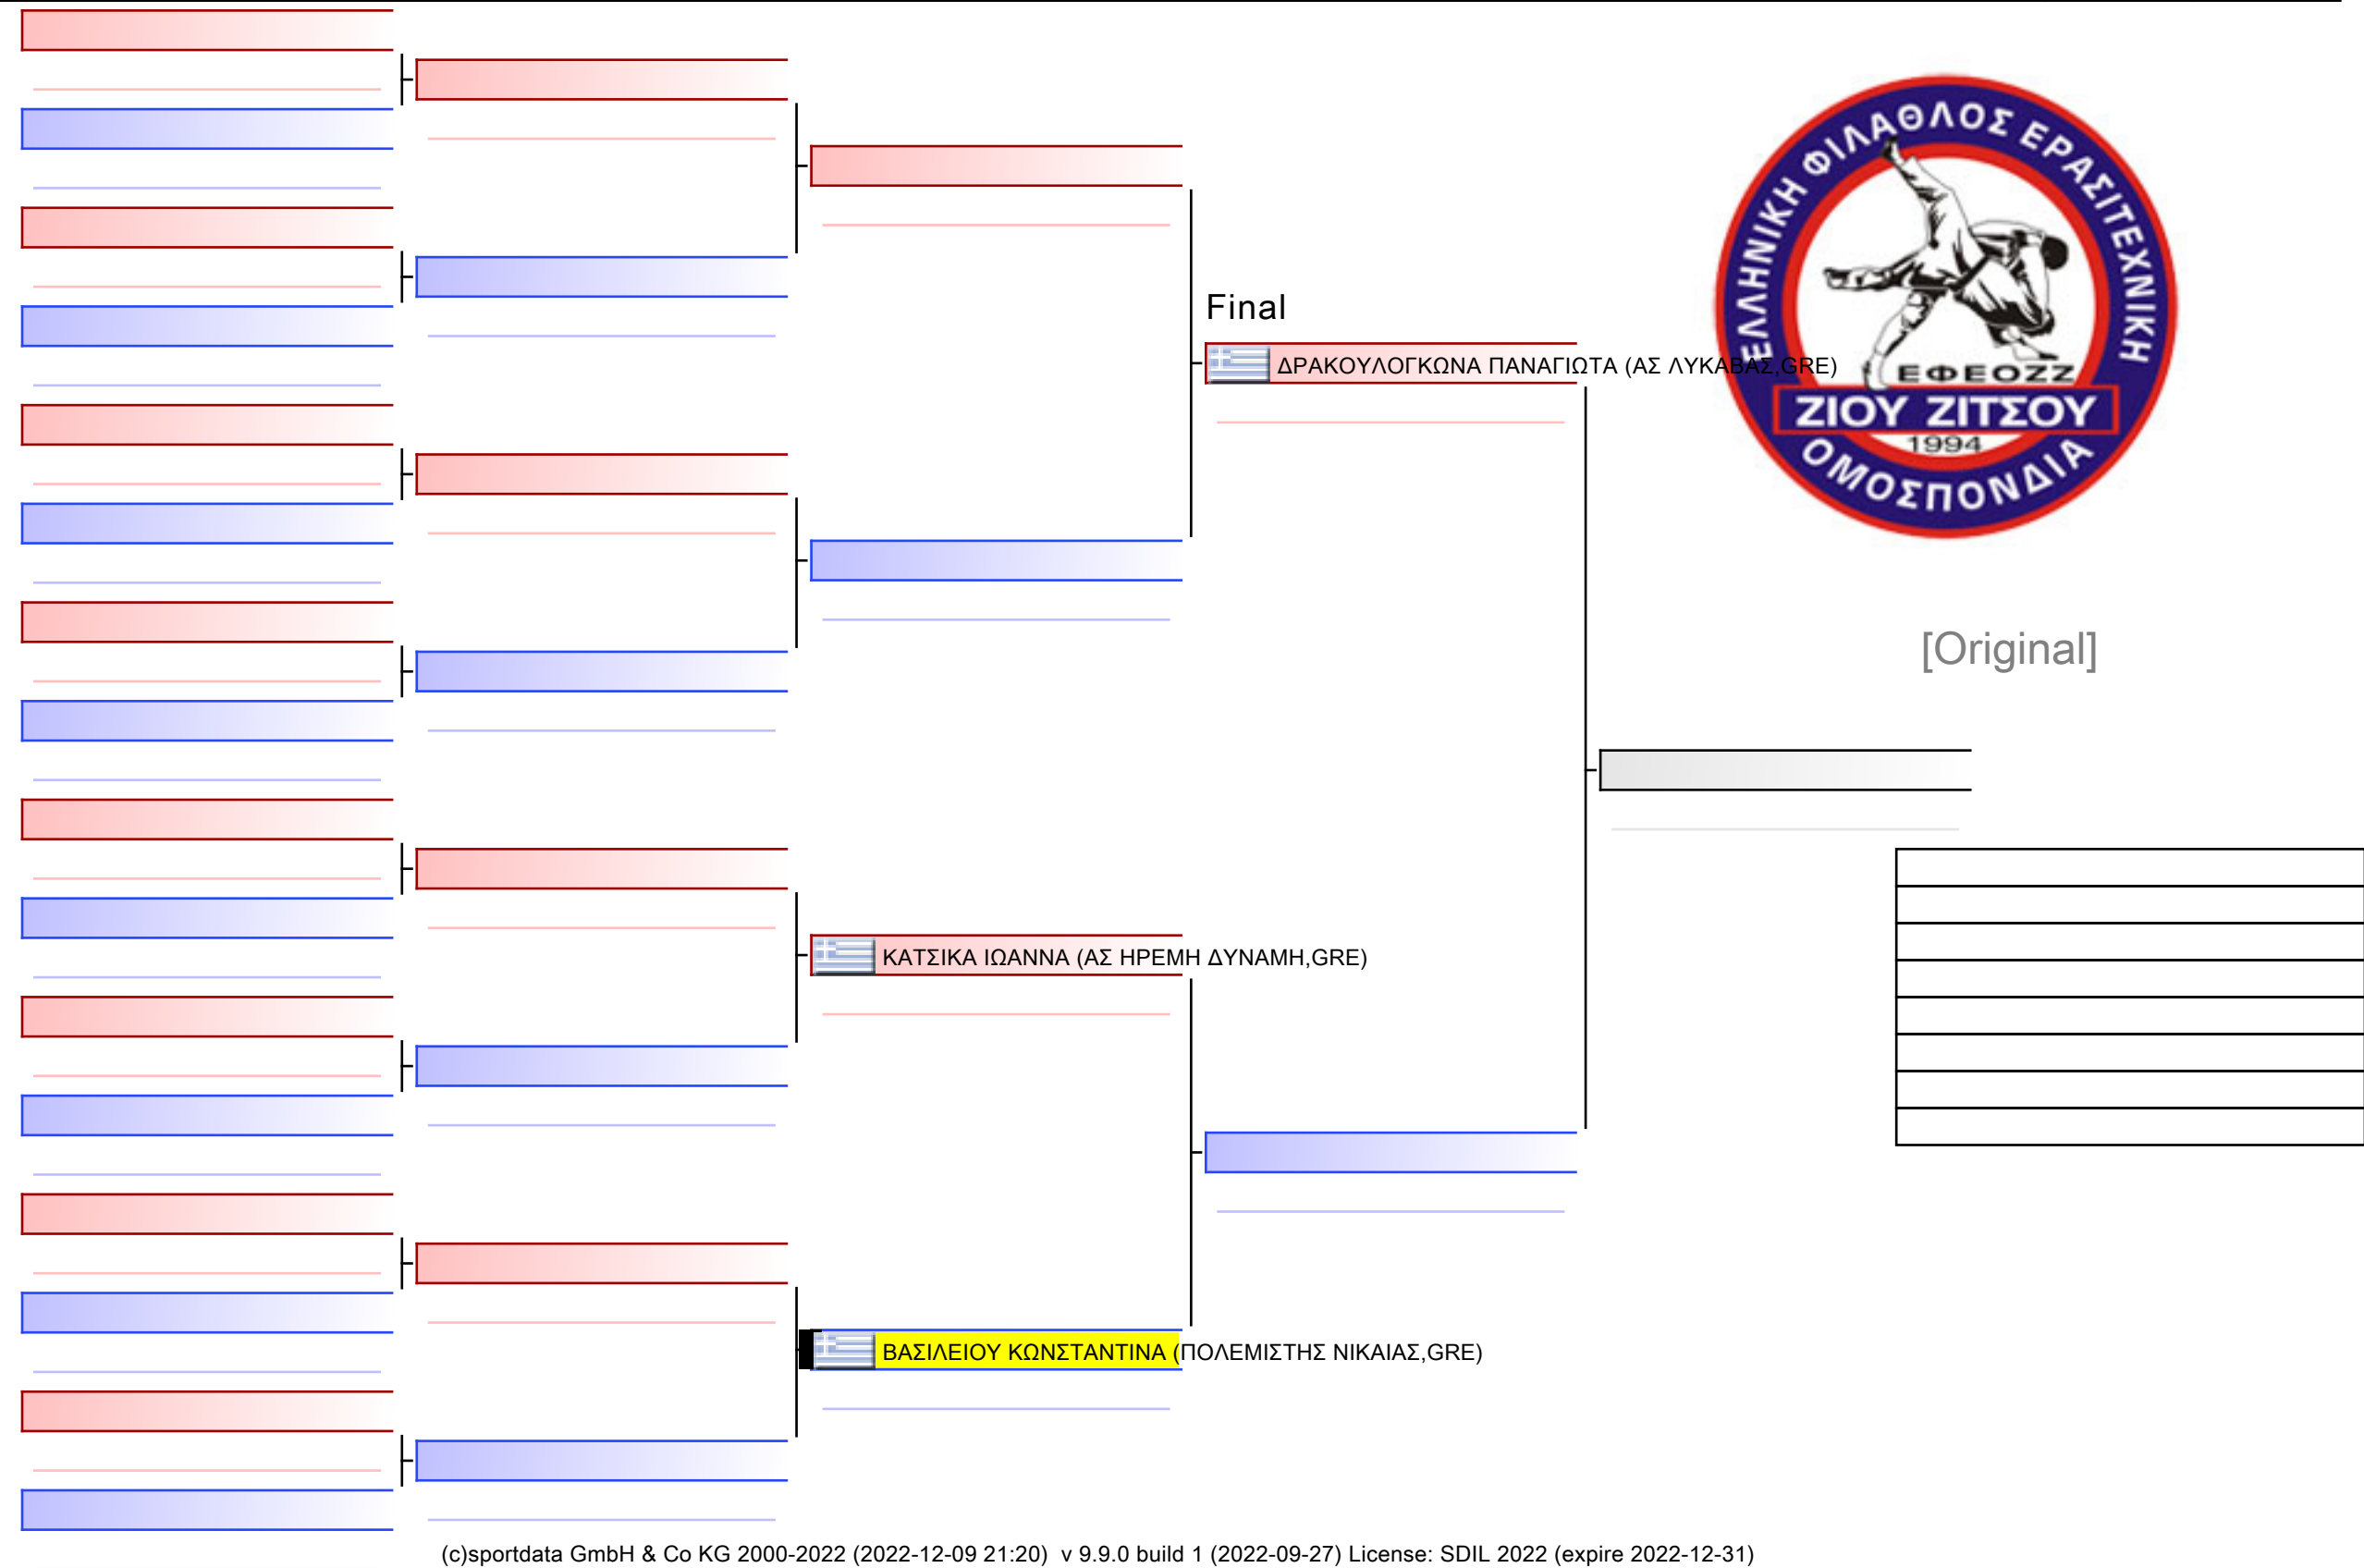 ΕΛΛΗΝΙΚΗ ΦΙΛΑΘΛΟΣ ΕΡΑΣΙΤΕΧΝΙΚΗ
Final
ΔΡΑΚΟΥΛΟΓΚΩΝΑ ΠΑΝΑΓΙΩΤΑ (ΑΣ ΛΥΚΑΒΑΣ,GRE)
ΕΦΕΟΖΖ
ΖΙΟΥ ΖΙΤΣΟΥ
1994
ΟΜΟΣΠΟΝΔΙΑ
[Original]
ΚΑΤΣΙΚΑ ΙΩΑΝΝΑ (ΑΣ ΗΡΕΜΗ ΔΥΝΑΜΗ,GRE)
ΒΑΣΙΛΕΙΟΥ ΚΩΝΣΤΑΝΤΙΝΑ (ΠΟΛΕΜΙΣΤΗΣ ΝΙΚΑΙΑΣ,GRE)
(c)sportdata GmbH & Co KG 2000-2022 (2022-12-09 21:20) v 9.9.0 build 1 (2022-09-27) License: SDIL 2022 (expire 2022-12-31)